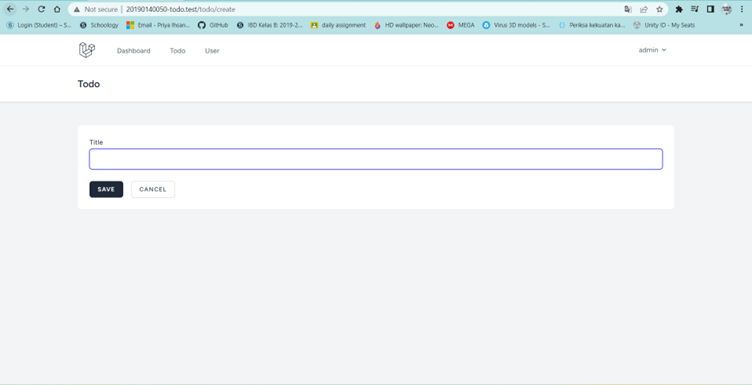 Not secure | 20190140050-todo.test/todo/create
Login (Student) – S... Schoology Email - Priya Ihsan... GitHub IBD Kelas B: 2019-2... daily assignment HD wallpaper: Neo... MEGA Virus 3D models - S... Periksa kekuatan ka... Unity ID - My Seats »
Dashboard Todo User admin
Todo
Title
SAVE CANCEL